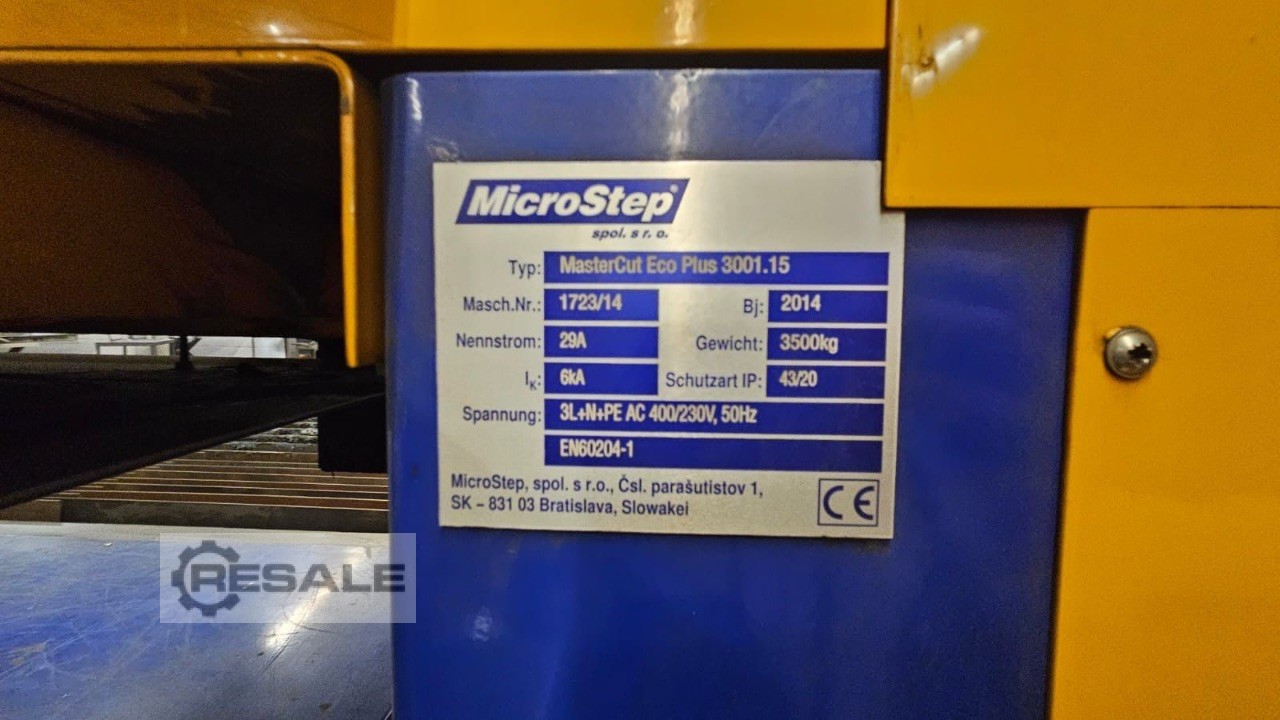 MicroStep®
spol. s r. o.
Typ: MasterCut Eco Plus 3001.15
Masch.Nr.: 1723/14 Bj: 2014
Nennstrom: 29A Gewicht: 3500kg
IK: 6kA Schutzart IP: 43/20
Spannung: 3L+N+PE AC 400/230V, 50Hz
EN60204-1
MicroStep, spol. s r.o., Čsl. parašutistov 1,
SK – 831 03 Bratislava, Slowakei
CE
RESALE